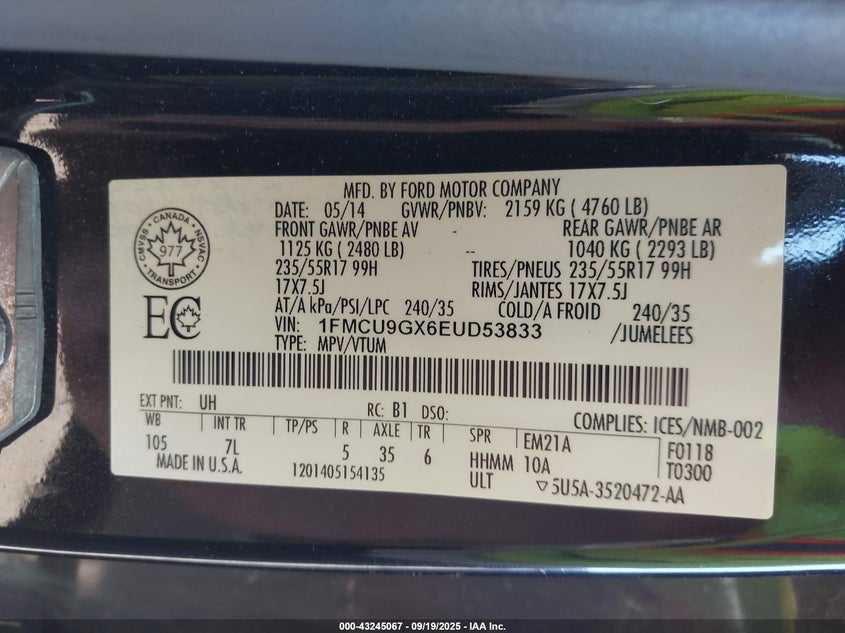 MFD. BY FORD MOTOR COMPANY
DATE: 05/14 GVWR/PNBV: 2159 KG ( 4760 LB)
FRONT GAWR/PNBE AV - REAR GAWR/PNBE AR
1125 KG ( 2480 LB) -- 1040 KG ( 2293 LB)
235/55R17 99H TIRES/PNEUS 235/55R17 99H
17X7.5J RIMS/JANTES 17X7.5J
AT/A kPa/PSI/LPC 240/35 COLD/A FROID 240/35
VIN: 1FMCU9GX6EUD53833 /JUMELEES
TYPE: MPV/VTUM
CMVSS CANADA NSVAC
977
TRANSPORT
EC
EXT PNT: UH RC: B1 DSO: COMPLIES: ICES/NMB-002
WB INT TR TP/PS R AXLE TR SPR EM21A F0118
105 7L 5 35 6 HHMM 10A T0300
MADE IN U.S.A. 1201405154135 ULT ▽5U5A-3520472-AA
000-43245067 - 09/19/2025 - IAA Inc.